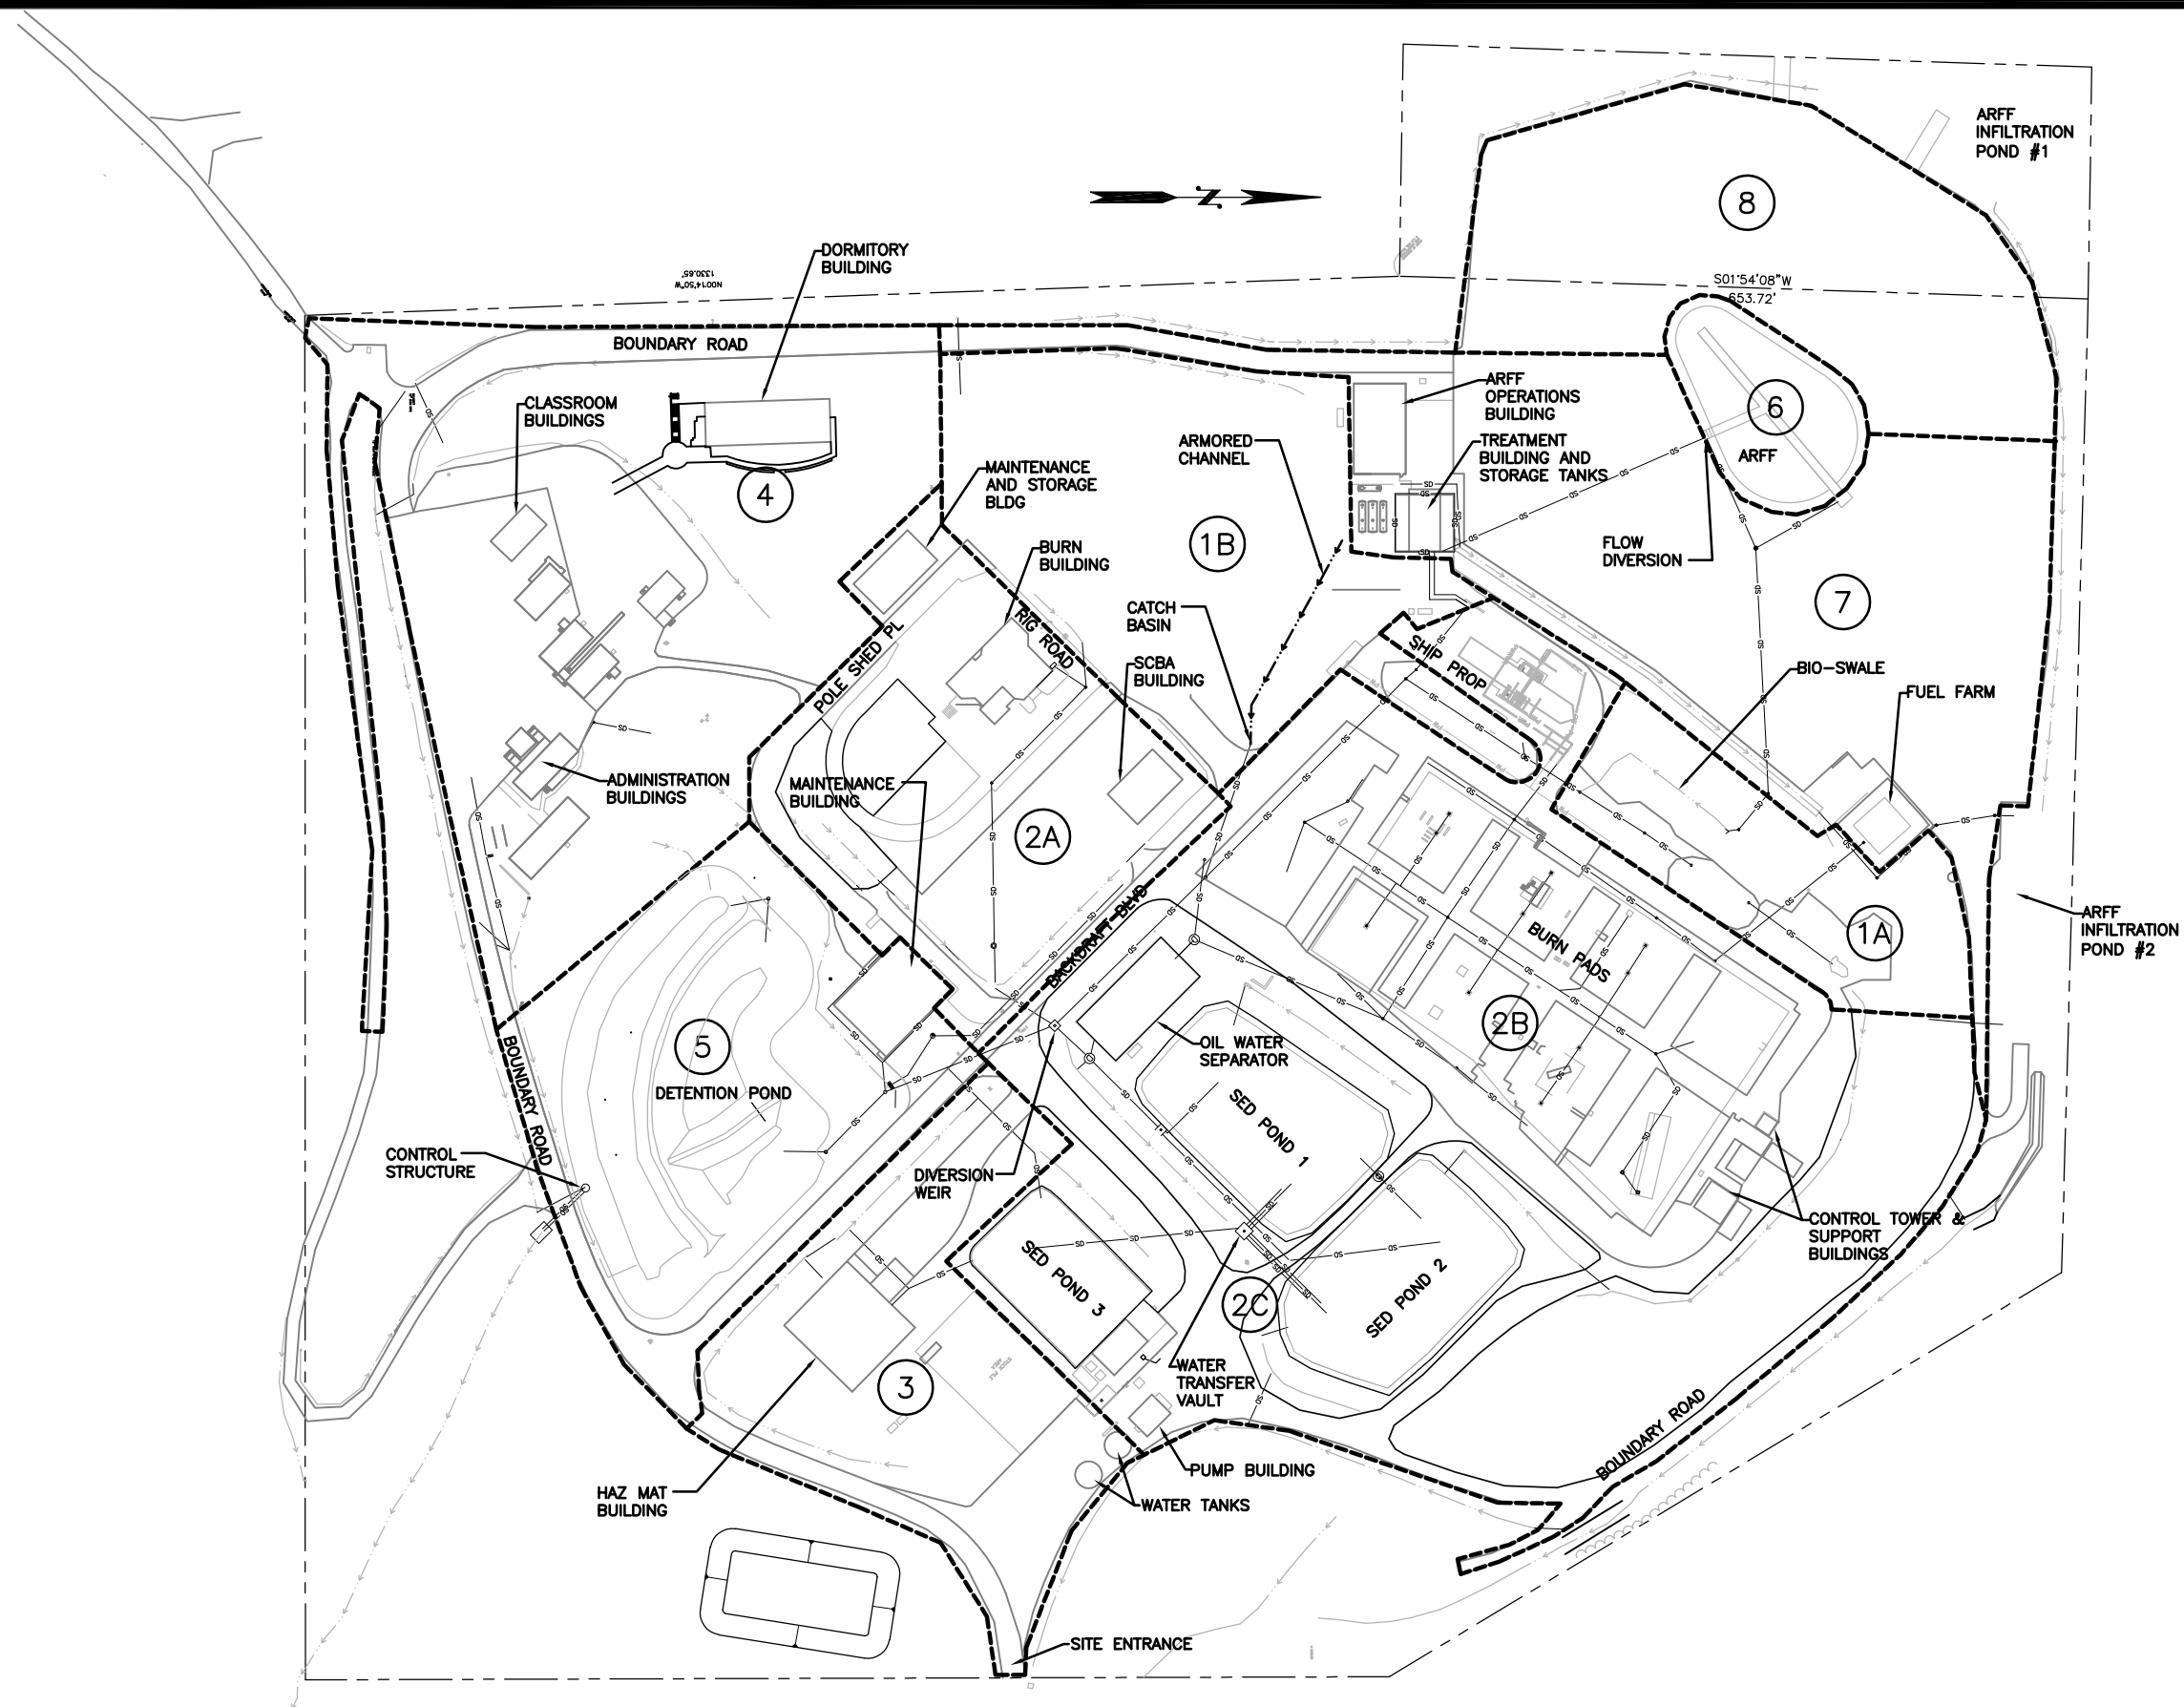 ARFF
INFILTRATION
POND #1
8
N
DORMITORY
BUILDING
1330.65'
N00°14'50"W
S01°54'08"W
653.72'
BOUNDARY ROAD
CLASSROOM
BUILDINGS
4
ARFF
OPERATIONS
BUILDING
6
ARFF
ARMORED
CHANNEL
TREATMENT
BUILDING AND
STORAGE TANKS
MAINTENANCE
AND STORAGE
BLDG
1B
BURN
BUILDING
FLOW
DIVERSION
7
CATCH
BASIN
RIG ROAD
POLE SHED PL
SHIP PROP
SCBA
BUILDING
BIO-SWALE
FUEL FARM
ADMINISTRATION
BUILDINGS
MAINTENANCE
BUILDING
2A
BACKDRAFT BLVD
BURN PADS
1A
ARFF
INFILTRATION
POND #2
2B
5
DETENTION POND
OIL WATER
SEPARATOR
BOUNDARY ROAD
SED POND 1
CONTROL
STRUCTURE
DIVERSION
WEIR
CONTROL TOWER &
SUPPORT
BUILDINGS
SED POND 3
2C
SED POND 2
WATER
TRANSFER
VAULT
3
BOUNDARY ROAD
HAZ MAT
BUILDING
PUMP BUILDING
WATER TANKS
SITE ENTRANCE